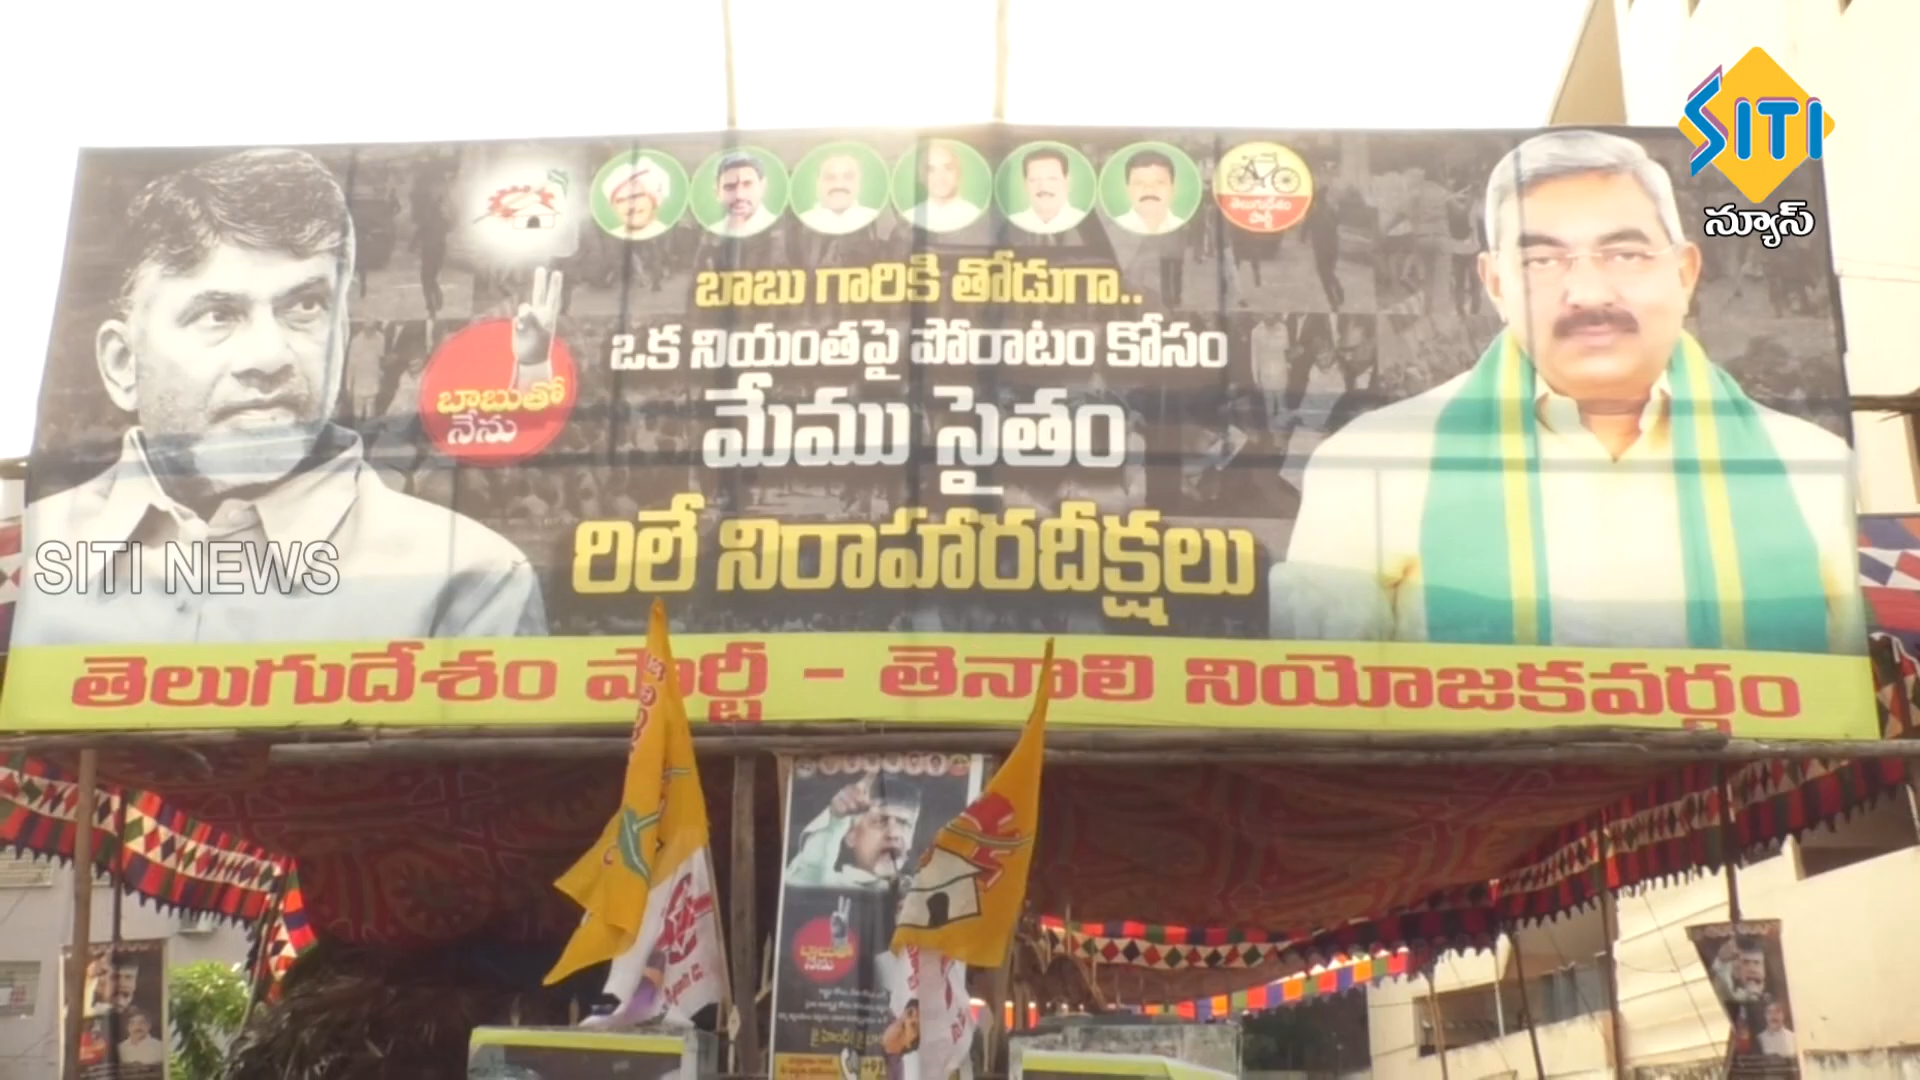 SITI
న్యూస్
తెలుగుదేశం
పార్టీ
బాబు గారికి తోడుగా..
ఒక నియంతపై పోరాటం కోసం
బాబుతో
నేను
మేము సైతం
రిలే నిరాహారదీక్షలు
SITI NEWS
తెలుగుదేశం పార్టీ - తెనాలి నియోజకవర్గం
బాబుతో
నేను